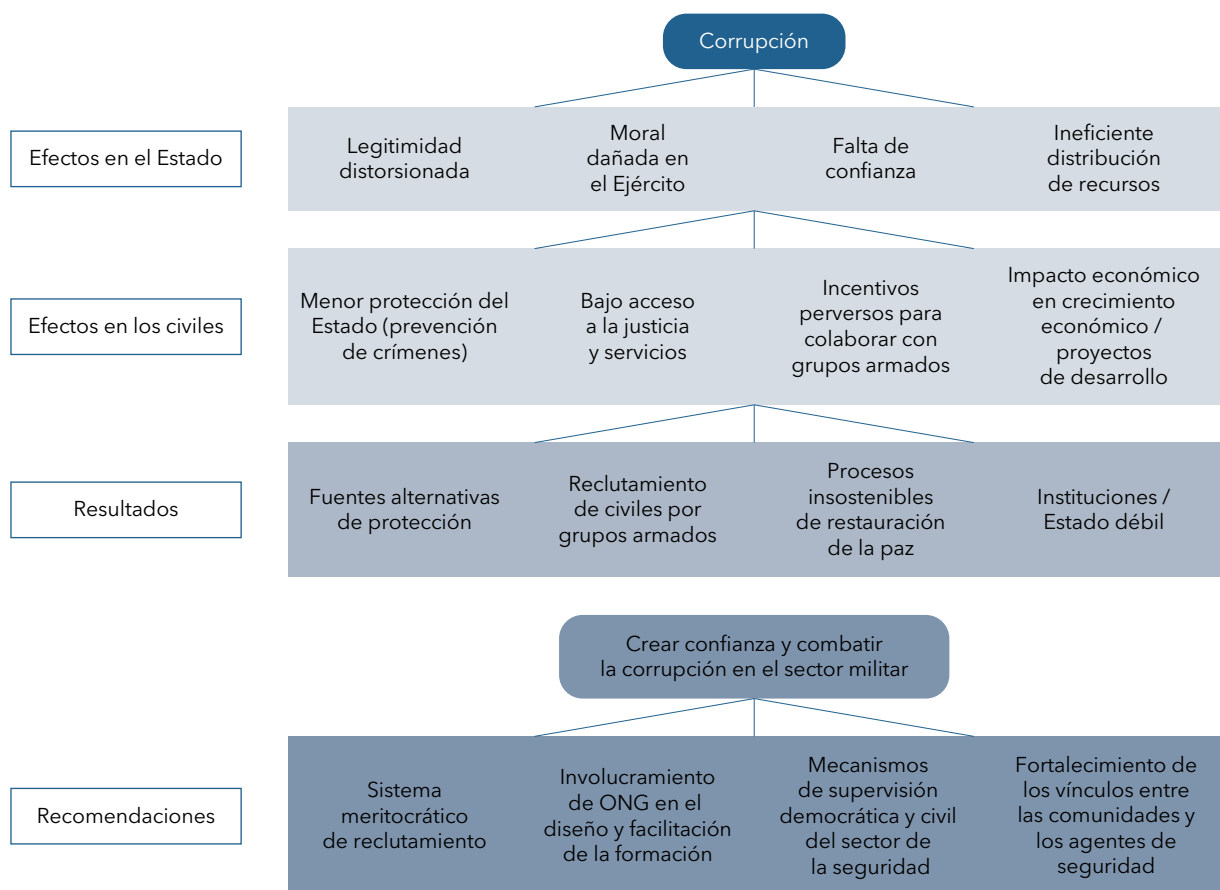 Corrupción
Efectos en el Estado
Legitimidad
distorsionada
Moral
dañada en
el Ejército
Falta de
confianza
Ineficiente
distribución
de recursos
Efectos en los civiles
Menor protección del
Estado (prevención
de crímenes)
Bajo acceso
a la justicia
y servicios
Incentivos
perversos para
colaborar con
grupos armados
Impacto económico
en crecimiento
económico /
proyectos
de desarrollo
Resultados
Fuentes alternativas
de protección
Reclutamiento
de civiles por
grupos armados
Procesos
insostenibles
de restauración
de la paz
Instituciones /
Estado débil
Crear confianza y combatir
la corrupción en el sector militar
Recomendaciones
Sistema
meritocrático
de reclutamiento
Involucramiento
de ONG en el
diseño y facilitación
de la formación
Mecanismos
de supervisión
democrática y civil
del sector de
la seguridad
Fortalecimiento de
los vínculos entre
las comunidades y
los agentes de
seguridad